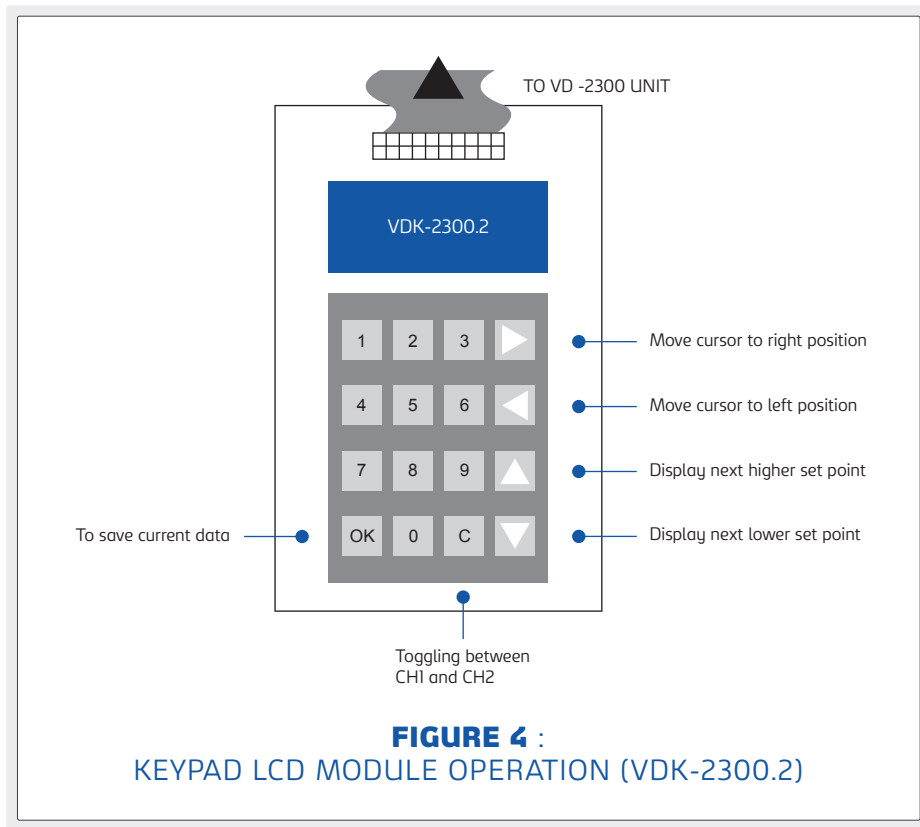 TO VD -2300 UNIT
VDK-2300.2
1 2 3
Move cursor to right position
4 5 6
Move cursor to left position
7 8 9
Display next higher set point
To save current data
OK 0 C
Display next lower set point
Toggling between
CH1 and CH2
FIGURE 4 :
KEYPAD LCD MODULE OPERATION (VDK-2300.2)